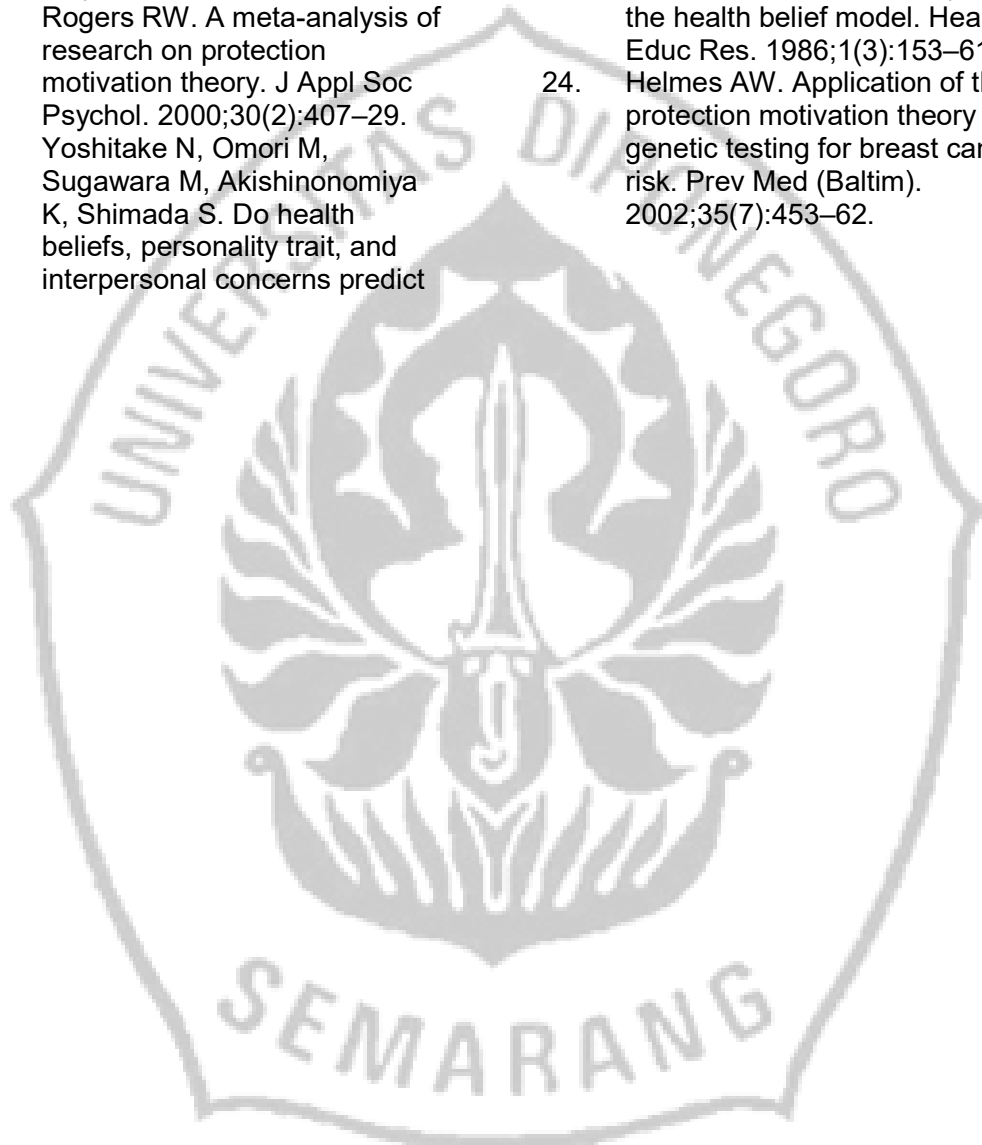 Rogers RW. A meta-analysis of
research on protection
motivation theory. J Appl Soc
Psychol. 2000;30(2):407–29.
Yoshitake N, Omori M,
Sugawara M, Akishinonomiya
K, Shimada S. Do health
beliefs, personality trait, and
interpersonal concerns predict
the health belief model.
Educ Res. 1986;1(3):153–
24. Helmes AW. Application of
protection motivation theory
genetic testing for breast
risk. Prev Med (Baltim).
2002;35(7):453–62.
UNIVERSITAS DIPONEGORO
SEMARANG